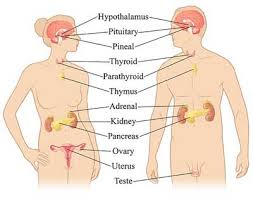 Hypothalamus
Pituitary
Pineal
Thyroid
Parathyroid
Thymus
Adrenal
Kidney
Pancreas
Ovary
Uterus
Teste